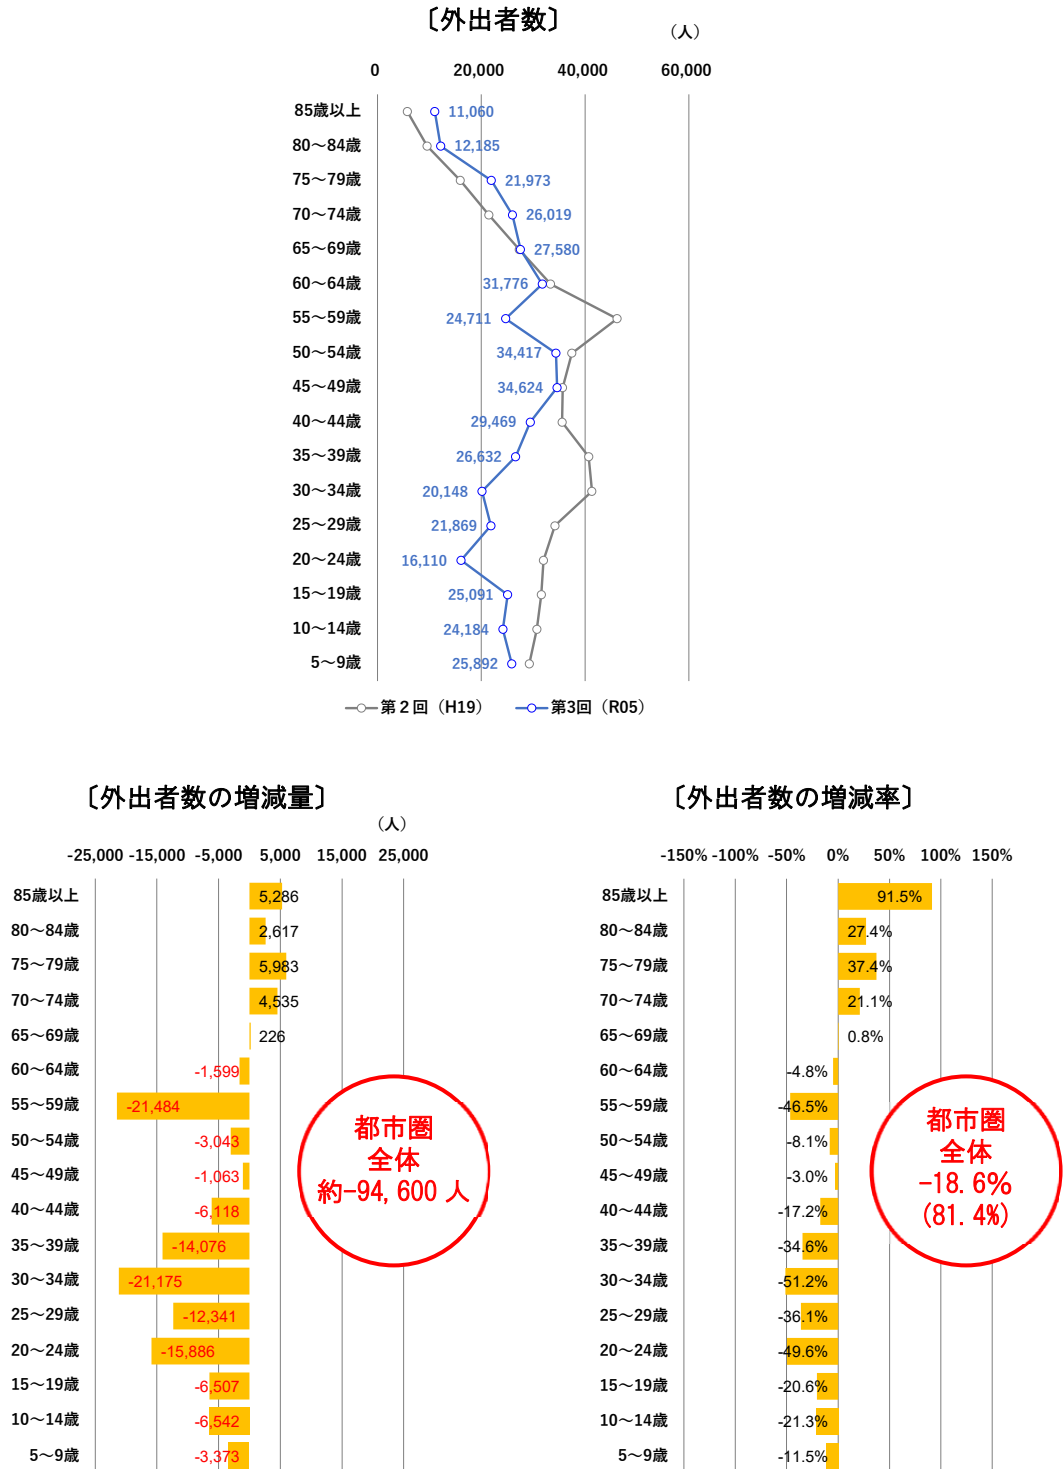 〔外出者数〕
（人）
0 20,000 40,000 60,000
85歳以上 11,060
80～84歳 12,185
75～79歳 21,973
70～74歳 26,019
65～69歳 27,580
60～64歳 31,776
55～59歳 24,711
50～54歳 34,417
45～49歳 34,624
40～44歳 29,469
35～39歳 26,632
30～34歳 20,148
25～29歳 21,869
20～24歳 16,110
15～19歳 25,091
10～14歳 24,184
5～9歳 25,892
第２回（H19） 第3回（R05）
〔外出者数の増減量〕
（人）
-25,000 -15,000 -5,000 5,000 15,000 25,000
85歳以上 5,286
80～84歳 2,617
75～79歳 5,983
70～74歳 4,535
65～69歳 226
60～64歳 -1,599
55～59歳 -21,484
50～54歳 -3,043
45～49歳 -1,063
40～44歳 -6,118
35～39歳 -14,076
30～34歳 -21,175
25～29歳 -12,341
20～24歳 -15,886
15～19歳 -6,507
10～14歳 -6,542
5～9歳 -3,373
都市圏
全体
約-94,600 人
〔外出者数の増減率〕
-150% -100% -50% 0% 50% 100% 150%
85歳以上 91.5%
80～84歳 27.4%
75～79歳 37.4%
70～74歳 21.1%
65～69歳 0.8%
60～64歳 -4.8%
55～59歳 -46.5%
50～54歳 -8.1%
45～49歳 -3.0%
40～44歳 -17.2%
35～39歳 -34.6%
30～34歳 -51.2%
25～29歳 -36.1%
20～24歳 -49.6%
15～19歳 -20.6%
10～14歳 -21.3%
5～9歳 -11.5%
都市圏
全体
-18.6%
(81.4%)